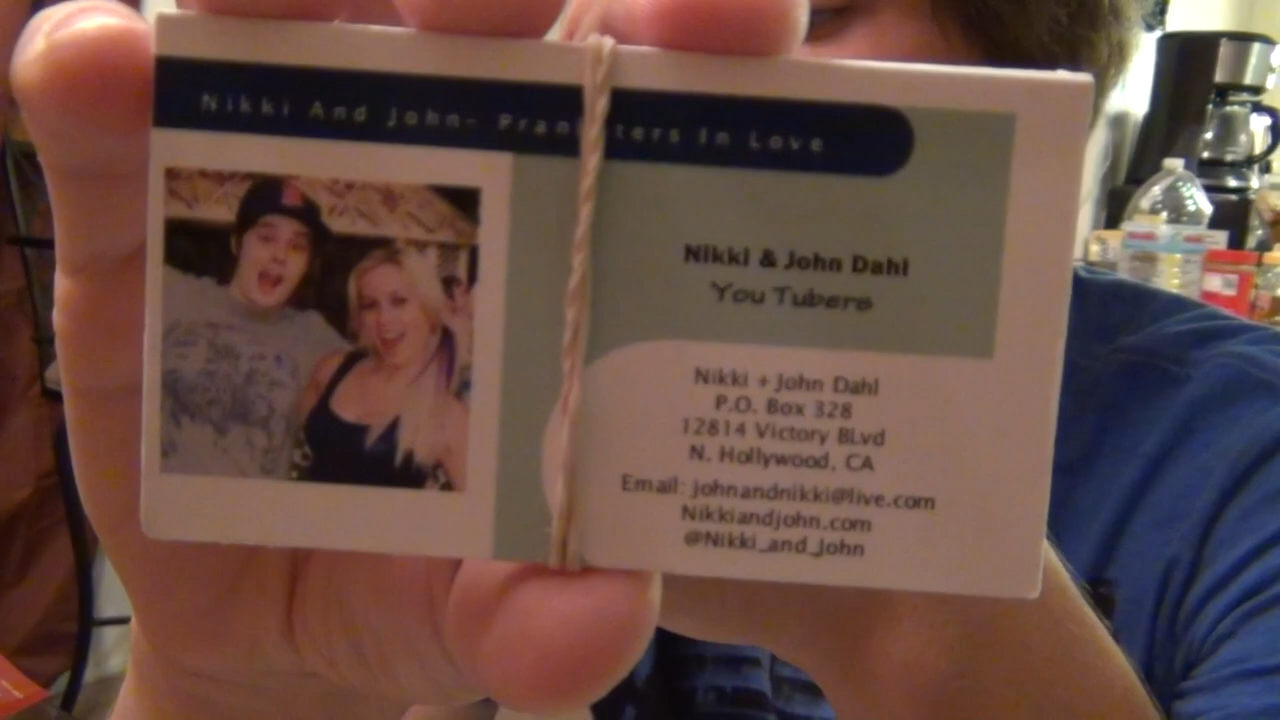 Nikki And John- Pran ters In Love
Nikki & John Dahl
You Tubers
Nikki + John Dahl
P.O. Box 328
12814 Victory BLvd
N. Hollywood, CA
Email: johnandnikki@live.com
Nikkiandjohn.com
@Nikki_and_John